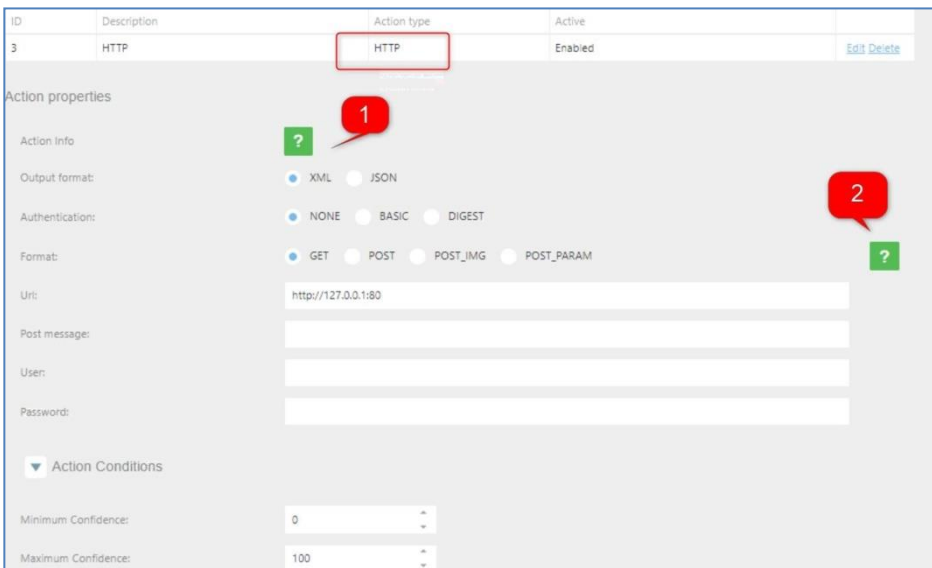 ID Description Action type Active
3 HTTP HTTP Enabled Edit Delete
Action properties
1
Action Info ?
Output format: XML JSON
2
Authentication: NONE BASIC DIGEST
Format: GET POST POST_IMG POST_PARAM ?
Url: http://127.0.0.1:80
Post message:
User:
Password:
Action Conditions
Minimum Confidence: 0
Maximum Confidence: 100